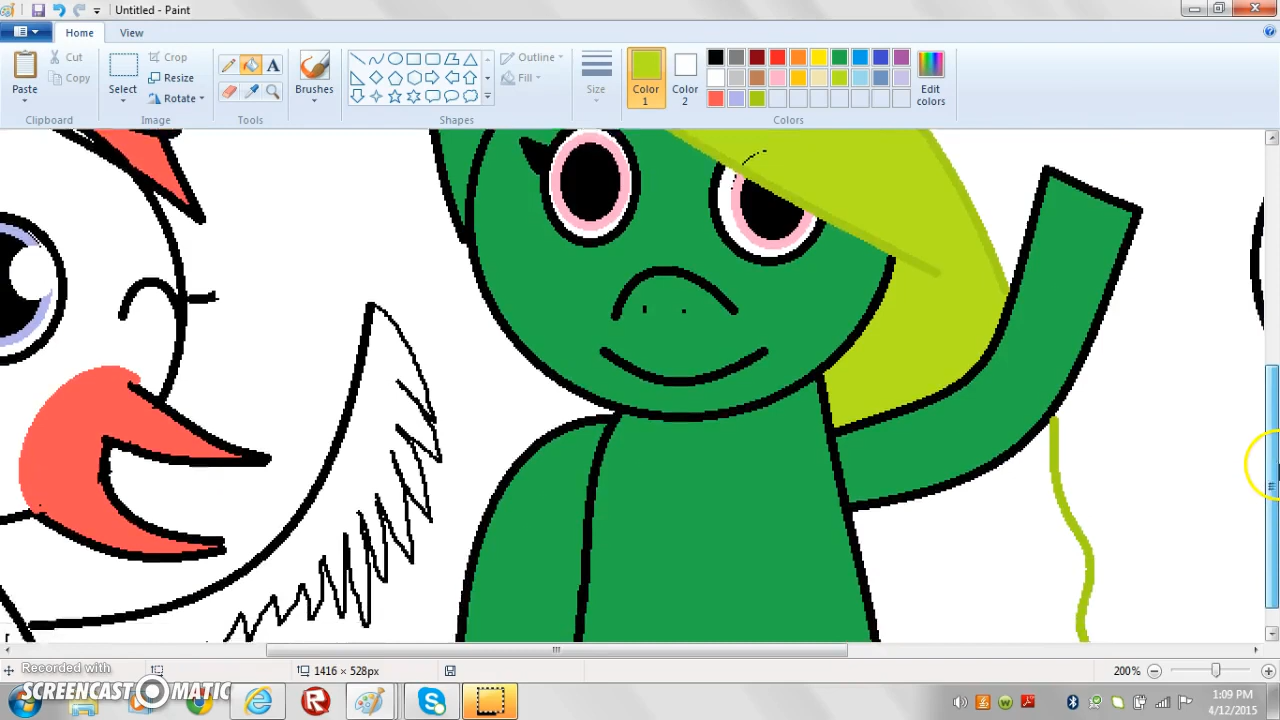 Untitled - Paint
Home View
Paste
Cut
Copy
Clipboard
Select
Crop
Resize
Rotate
Image
A
Tools
Brushes
Shapes
Outline
Fill
Size
Color 1
Color 2
Edit colors
Colors
1416 × 528px
200%
Recorded with
SCREENCAST MATIC
1:09 PM
4/12/2015